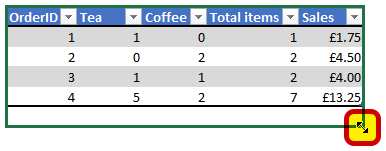 OrderID Tea Coffee Total items Sales
1 1 0 1 £1.75
2 0 2 2 £4.50
3 1 1 2 £4.00
4 5 2 7 £13.25